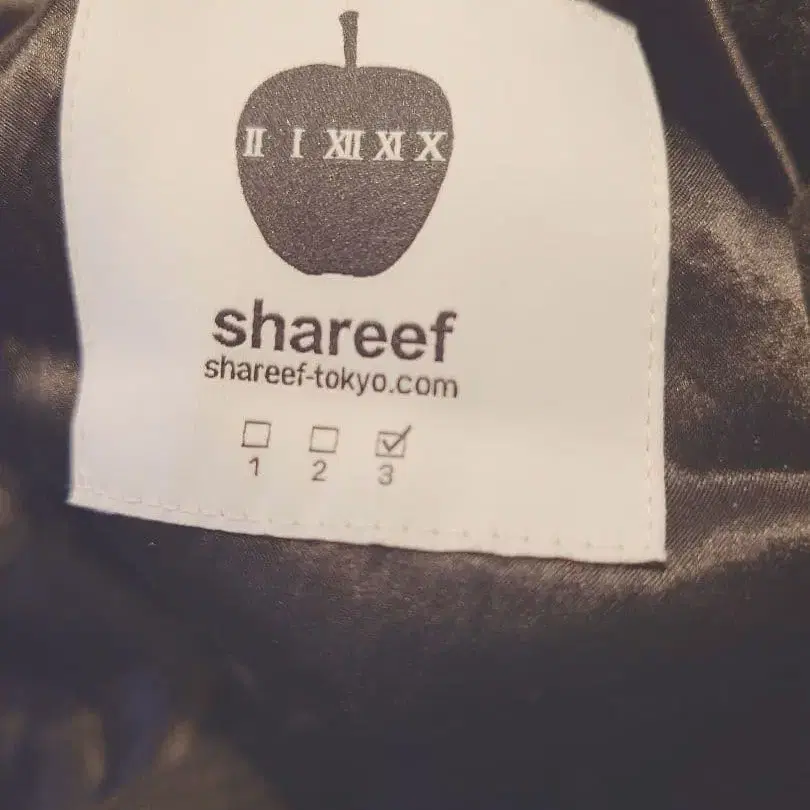 II I XII XI X
shareef
shareef-tokyo.com
1 2 3